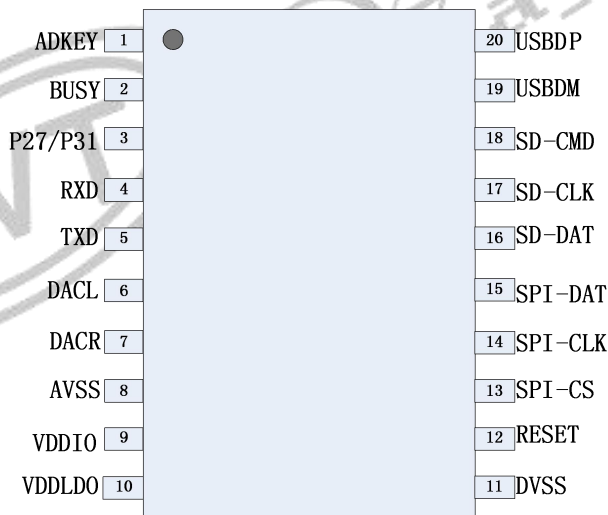 ADKEY 1 20 USBDP
BUSY 2 19 USBDM
P27/P31 3 18 SD-CMD
RXD 4 17 SD-CLK
TXD 5 16 SD-DAT
DACL 6 15 SPI-DAT
DACR 7 14 SPI-CLK
AVSS 8 13 SPI-CS
VDDIO 9 12 RESET
VDDLDO 10 11 DVSS